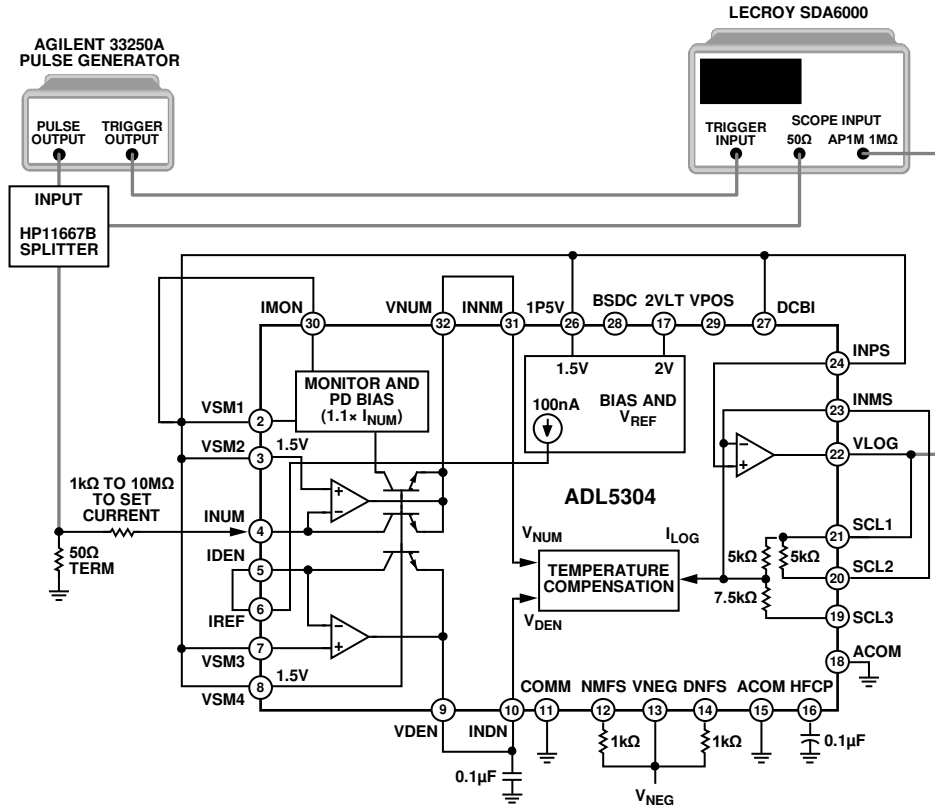 LECROY SDA6000
AGILENT 33250A
PULSE GENERATOR
PULSE
OUTPUT
TRIGGER
OUTPUT
TRIGGER
INPUT
SCOPE INPUT
50Ω
AP1M 1MΩ
INPUT
HP11667B
SPLITTER
IMON
VNUM
INNM
1P5V
BSDC
2VLT
VPOS
DCBI
30
32
31
26
28
17
29
27
1.5V
2V
BIAS AND
VREF
100nA
MONITOR AND
PD BIAS
(1.1× INUM)
VSM1
2
VSM2
3
1.5V
1kΩ TO 10MΩ
TO SET
CURRENT
50Ω
TERM
INUM
4
IDEN
5
6
IREF
7
VSM3
8
1.5V
VSM4
ADL5304
VNUM
ILOG
TEMPERATURE
COMPENSATION
VDEN
INPS
24
INMS
23
VLOG
22
SCL1
21
5kΩ
5kΩ
SCL2
20
7.5kΩ
19
SCL3
ACOM
18
COMM
NMFS
VNEG
DNFS
ACOM
HFCP
9
10
11
12
13
14
15
16
VDEN
INDN
1kΩ
1kΩ
0.1µF
0.1µF
VNEG